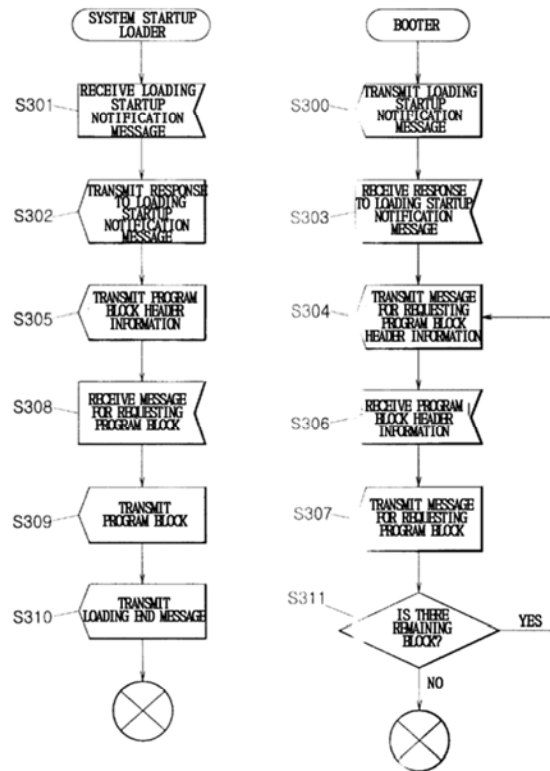 SYSTEM STARTUP
LOADER
S301
RECEIVE LOADING
STARTUP
NOTIFICATION
MESSAGE
S302
TRANSMIT RESPONSE
TO LOADING
STARTUP
NOTIFICATION
MESSAGE
S305
TRANSMIT PROGRAM
BLOCK HEADER
INFORMATION
S308
RECEIVE MESSAGE
FOR REQUESTING
PROGRAM BLOCK
S309
TRANSMIT
PROGRAM BLOCK
S310
TRANSMIT
LOADING END MESSAGE
BOOTER
S300
TRANSMIT LOADING
STARTUP
NOTIFICATION
MESSAGE
S303
RECEIVE RESPONSE
TO LOADING STARTUP
NOTIFICATION
MESSAGE
S304
TRANSMIT MESSAGE
FOR REQUESTING
PROGRAM BLOCK
HEADER INFORMATION
S306
RECEIVE PROGRAM
BLOCK HEADER
INFORMATION
S307
TRANSMIT MESSAGE
FOR REQUESTING
PROGRAM BLOCK
S311
IS THERE
REMAINING
BLOCK?
YES
NO